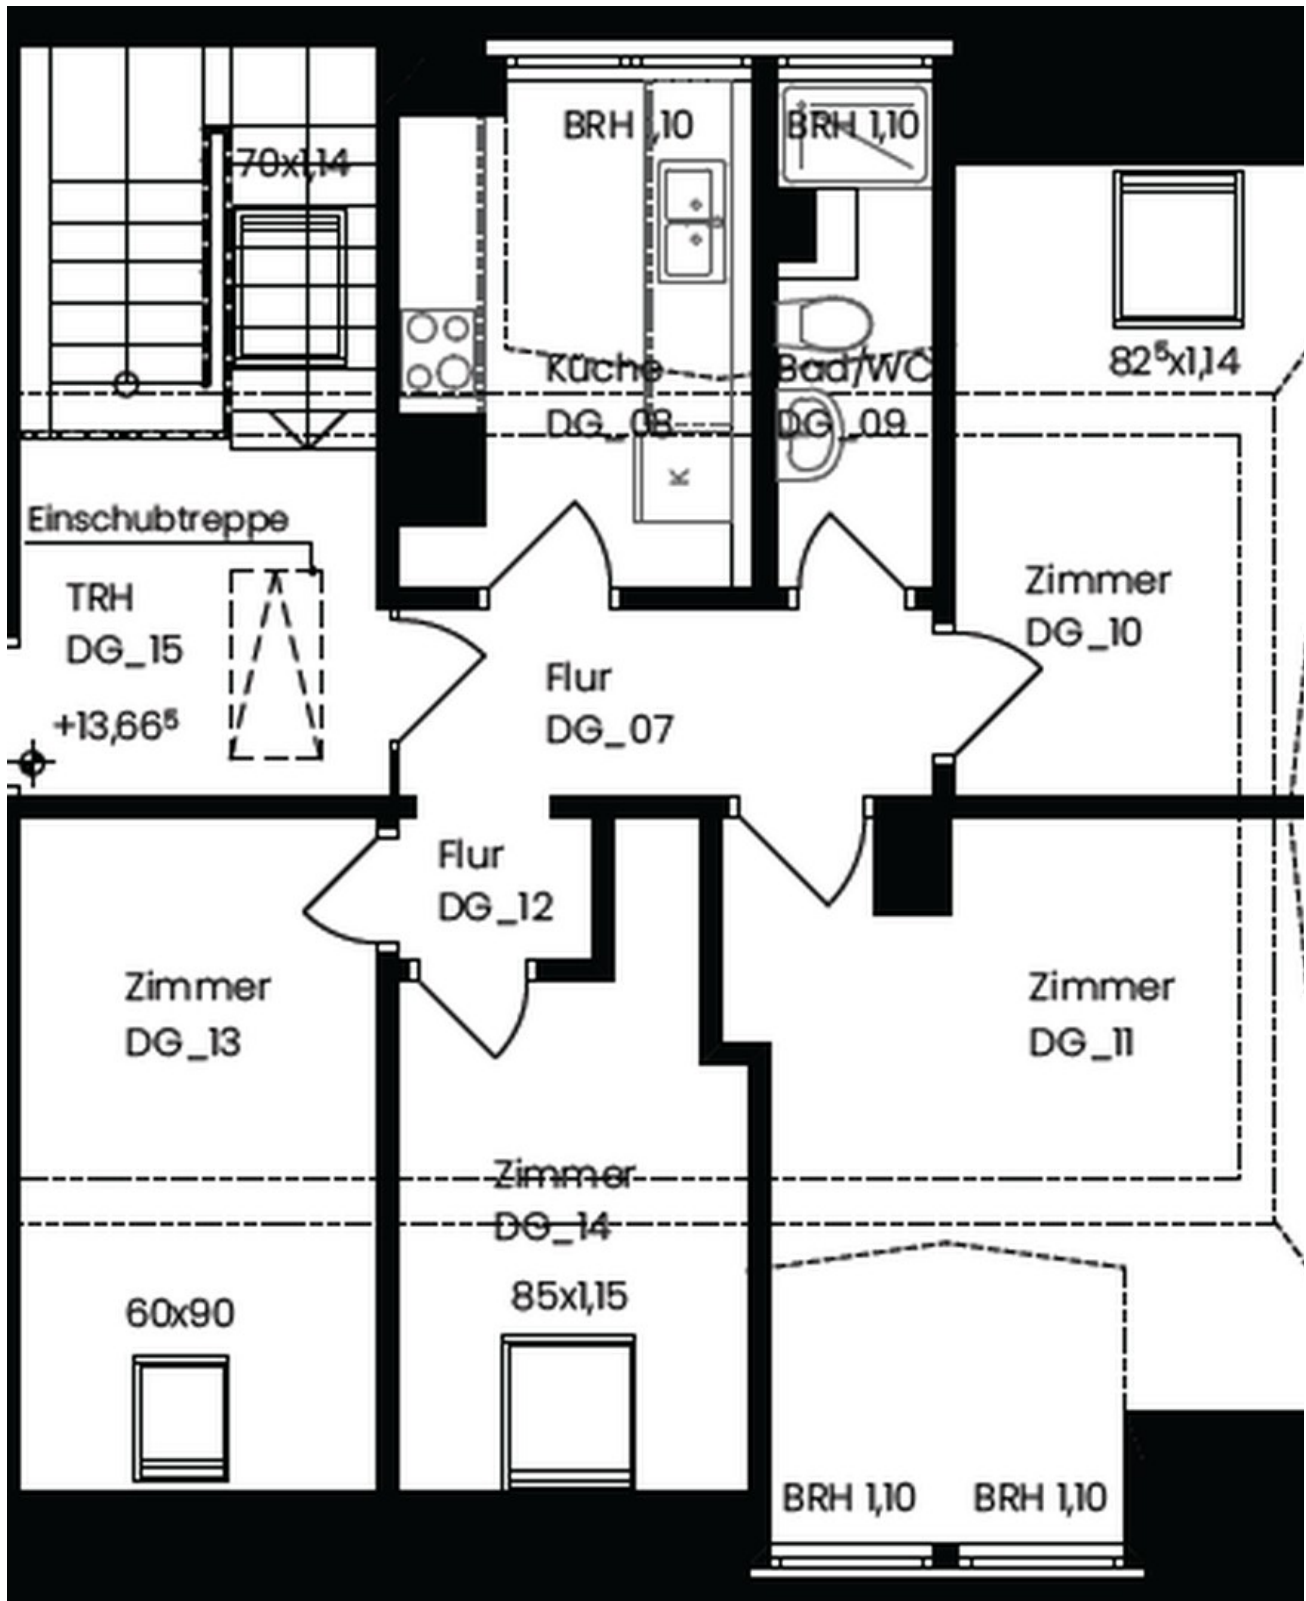 BRH 1,10
BRH 1,10
70x1,14
82⁵x1,14
Küche
DG_08
Bad/WC
DG_09
K
Einschubtreppe
TRH
DG_15
+13,66⁵
Zimmer
DG_10
Flur
DG_07
Flur
DG_12
Zimmer
DG_13
Zimmer
DG_11
Zimmer
DG_14
60x90
85x1,15
BRH 1,10
BRH 1,10